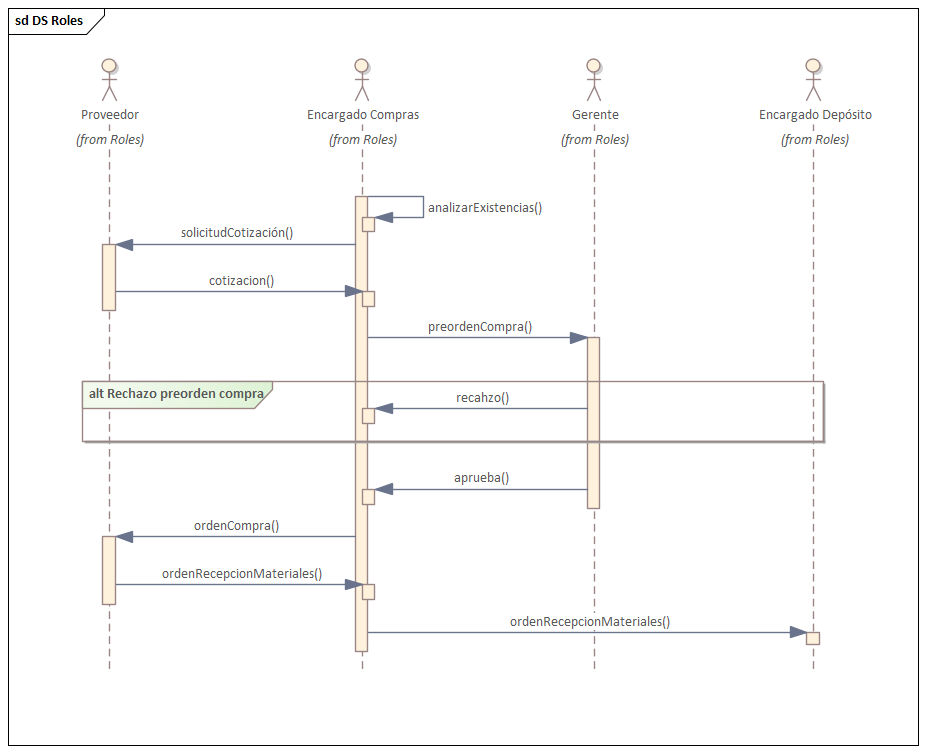 sd DS Roles
Proveedor
(from Roles)
Encargado Compras
(from Roles)
Gerente
(from Roles)
Encargado Depósito
(from Roles)
analizarExistencias()
solicitudCotización()
cotizacion()
preordenCompra()
alt Rechazo preorden compra
recahzo()
aprueba()
ordenCompra()
ordenRecepcionMateriales()
ordenRecepcionMateriales()